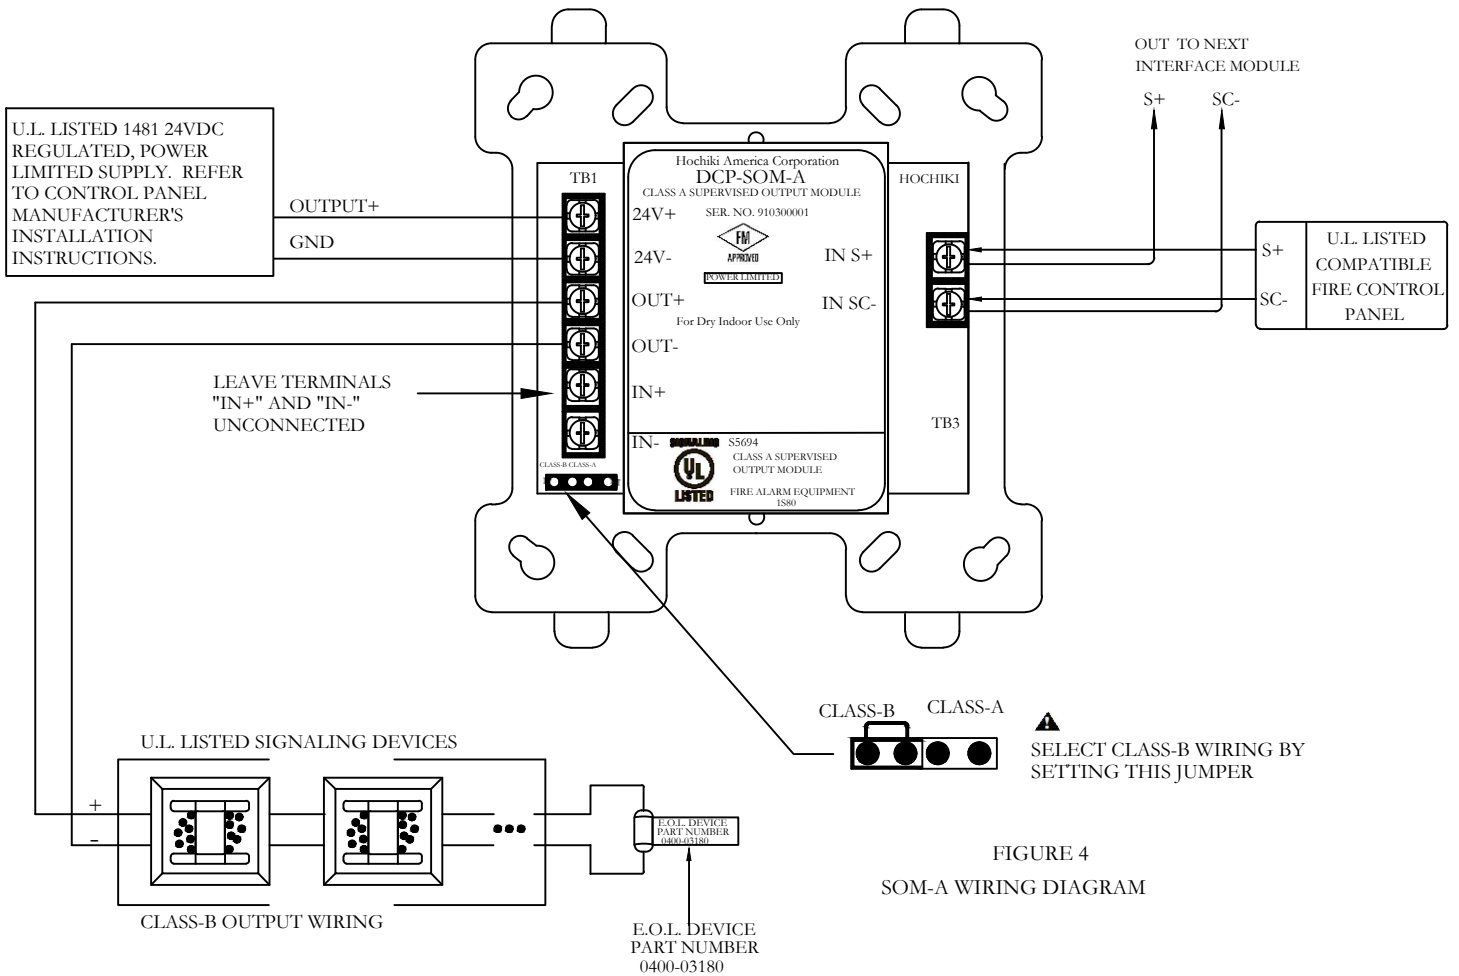 OUT TO NEXT
INTERFACE MODULE
S+ SC-
U.L. LISTED 1481 24VDC
REGULATED, POWER
LIMITED SUPPLY. REFER
TO CONTROL PANEL
MANUFACTURER'S
INSTALLATION
INSTRUCTIONS.
OUTPUT+
GND
TB1
24V+
24V-
OUT+
OUT-
IN+
IN-
CLASS-B CLASS-A
Hochiki America Corporation
DCP-SOM-A
CLASS A SUPERVISED OUTPUT MODULE
SER. NO. 910300001
FM
APPROVED
POWER LIMITED
For Dry Indoor Use Only
IN S+
IN SC-
SIGNALING
UL
LISTED
S5694
CLASS A SUPERVISED
OUTPUT MODULE
FIRE ALARM EQUIPMENT
1S80
HOCHIKI
TB3
S+
SC-
U.L. LISTED
COMPATIBLE
FIRE CONTROL
PANEL
LEAVE TERMINALS
"IN+" AND "IN-"
UNCONNECTED
CLASS-B CLASS-A
SELECT CLASS-B WIRING BY
SETTING THIS JUMPER
U.L. LISTED SIGNALING DEVICES
+
-
CLASS-B OUTPUT WIRING
E.O.L. DEVICE
PART NUMBER
0400-03180
E.O.L. DEVICE
PART NUMBER
0400-03180
FIGURE 4
SOM-A WIRING DIAGRAM